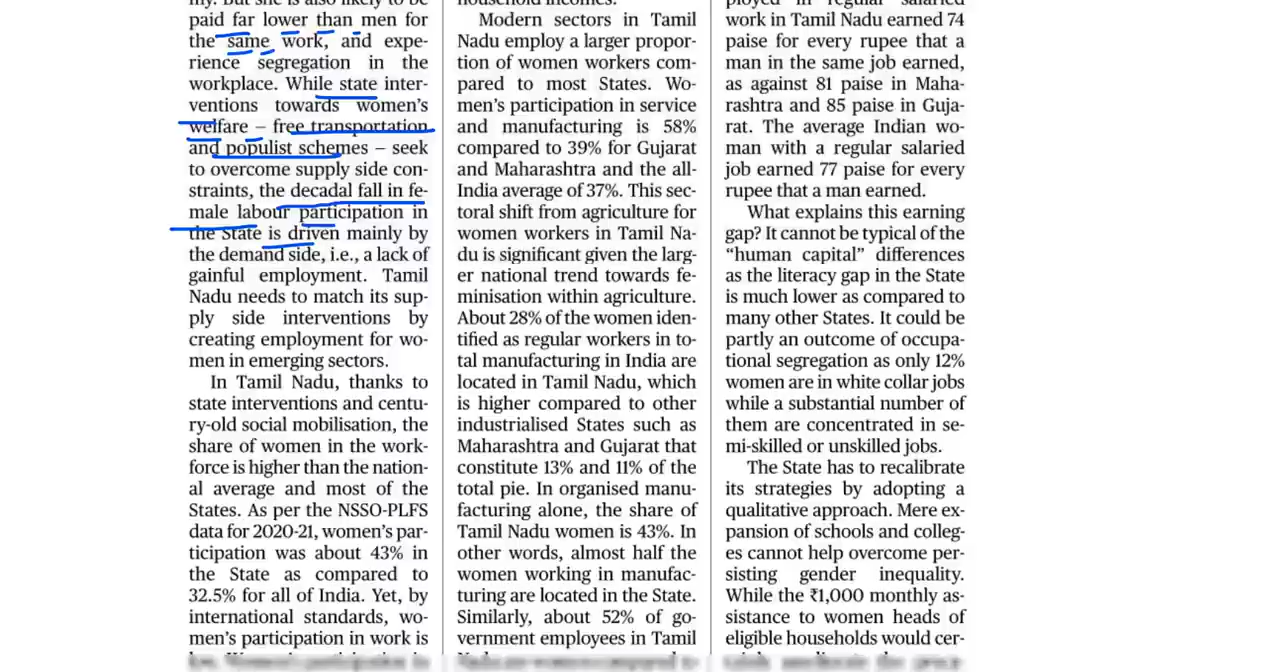 my. But she is also likely to be
paid far lower than men for
the same work, and expe-
rience segregation in the
workplace. While state inter-
ventions towards women's
welfare – free transportation
and populist schemes – seek
to overcome supply side con-
straints, the decadal fall in fe-
male labour participation in
the State is driven mainly by
the demand side, i.e., a lack of
gainful employment. Tamil
Nadu needs to match its sup-
ply side interventions by
creating employment for wo-
men in emerging sectors.
In Tamil Nadu, thanks to
state interventions and centu-
ry-old social mobilisation, the
share of women in the work-
force is higher than the nation-
al average and most of the
States. As per the NSSO-PLFS
data for 2020-21, women's par-
ticipation was about 43% in
the State as compared to
32.5% for all of India. Yet, by
international standards, wo-
men's participation in work is
household incomes.
Modern sectors in Tamil
Nadu employ a larger propor-
tion of women workers com-
pared to most States. Wo-
men's participation in service
and manufacturing is 58%
compared to 39% for Gujarat
and Maharashtra and the all-
India average of 37%. This sec-
toral shift from agriculture for
women workers in Tamil Na-
du is significant given the larg-
er national trend towards fe-
minisation within agriculture.
About 28% of the women iden-
tified as regular workers in to-
tal manufacturing in India are
located in Tamil Nadu, which
is higher compared to other
industrialised States such as
Maharashtra and Gujarat that
constitute 13% and 11% of the
total pie. In organised manu-
facturing alone, the share of
Tamil Nadu women is 43%. In
other words, almost half the
women working in manufac-
turing are located in the State.
Similarly, about 52% of go-
vernment employees in Tamil
ployed in regular salaried
work in Tamil Nadu earned 74
paise for every rupee that a
man in the same job earned,
as against 81 paise in Maha-
rashtra and 85 paise in Guja-
rat. The average Indian wo-
man with a regular salaried
job earned 77 paise for every
rupee that a man earned.
What explains this earning
gap? It cannot be typical of the
“human capital” differences
as the literacy gap in the State
is much lower as compared to
many other States. It could be
partly an outcome of occupa-
tional segregation as only 12%
women are in white collar jobs
while a substantial number of
them are concentrated in se-
mi-skilled or unskilled jobs.
The State has to recalibrate
its strategies by adopting a
qualitative approach. Mere ex-
pansion of schools and colleg-
es cannot help overcome per-
sisting gender inequality.
While the ₹1,000 monthly as-
sistance to women heads of
eligible households would cer-